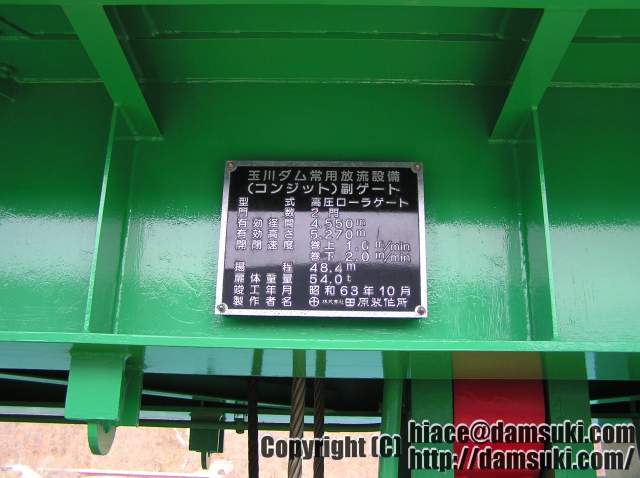 玉川ダム常用放流設備
(コンジット)副ゲート
型式 高圧ローラゲート
門数 2門
有効径間 4.550m
有効高さ 5.270m
開閉速度 巻上 1.6m/min
巻下 2.0m/min
揚程 48.4m
扉体重量 54.0t
竣工年月 昭和63年10月
製作者名 株式会社 田原製作所
Copyright (C) hiace@damsuki.com
http://damsuki.com/